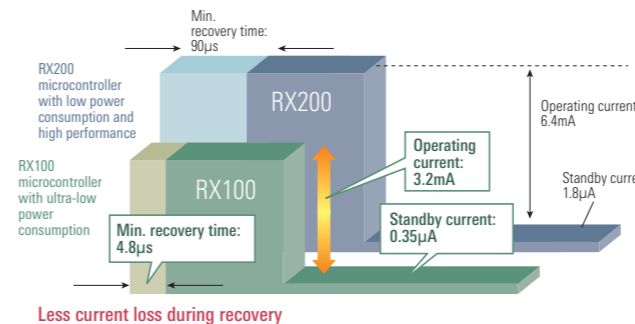 Min.
recovery time:
90µs
RX200
microcontroller
with low power
consumption and
high performance
RX200
Operating current:
6.4mA
Operating
current:
3.2mA
RX100
microcontroller
with ultra-low
power
consumption
RX100
Standby
1.8µA
Standby current:
0.35µA
Min. recovery time:
4.8µs
Less current loss during recovery